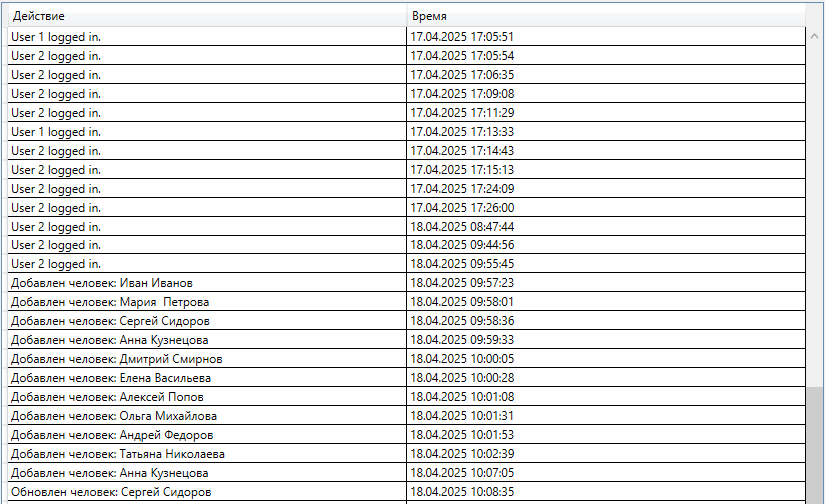 Действие Время
User 1 logged in. 17.04.2025 17:05:51
User 2 logged in. 17.04.2025 17:05:54
User 2 logged in. 17.04.2025 17:06:35
User 2 logged in. 17.04.2025 17:09:08
User 2 logged in. 17.04.2025 17:11:29
User 1 logged in. 17.04.2025 17:13:33
User 2 logged in. 17.04.2025 17:14:43
User 2 logged in. 17.04.2025 17:15:13
User 2 logged in. 17.04.2025 17:24:09
User 2 logged in. 17.04.2025 17:26:00
User 2 logged in. 18.04.2025 08:47:44
User 2 logged in. 18.04.2025 09:44:56
User 2 logged in. 18.04.2025 09:55:45
Добавлен человек: Иван Иванов 18.04.2025 09:57:23
Добавлен человек: Мария  Петрова 18.04.2025 09:58:01
Добавлен человек: Сергей Сидоров 18.04.2025 09:58:36
Добавлен человек: Анна Кузнецова 18.04.2025 09:59:33
Добавлен человек: Дмитрий Смирнов 18.04.2025 10:00:05
Добавлен человек: Елена Васильева 18.04.2025 10:00:28
Добавлен человек: Алексей Попов 18.04.2025 10:01:08
Добавлен человек: Ольга Михайлова 18.04.2025 10:01:31
Добавлен человек: Андрей Федоров 18.04.2025 10:01:53
Добавлен человек: Татьяна Николаева 18.04.2025 10:02:39
Добавлен человек: Анна Кузнецова 18.04.2025 10:07:05
Обновлен человек: Сергей Сидоров 18.04.2025 10:08:35